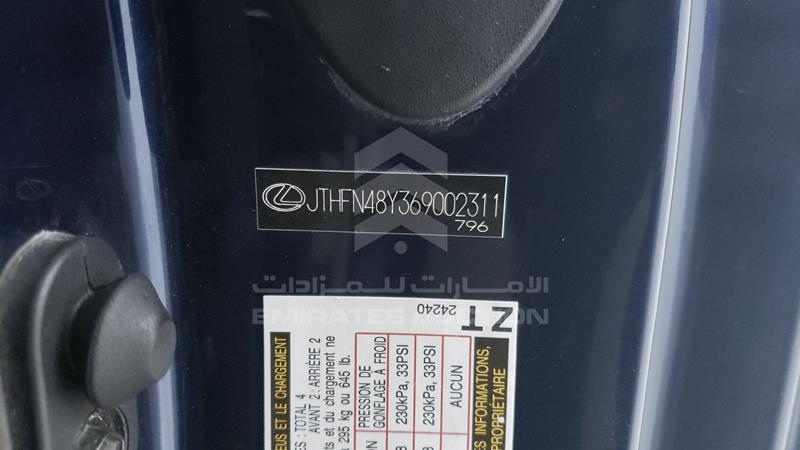 JTHFN48Y369002311
796
الامارات للمزادات
EMIRATES AUCTION
24240
ZT
EUS ET LE CHARGEMENT
ES : TOTAL 4
AVANT 2 : ARRIÈRE 2
ts et du chargement ne
a 295 kg ou 645 lb.
PRESSION DE
GONFLAGE À FROID
230kPa, 33PSI
230kPa, 33PSI
AUCUN
ES INFORMATIONS,
PROPRIÉTAIRE